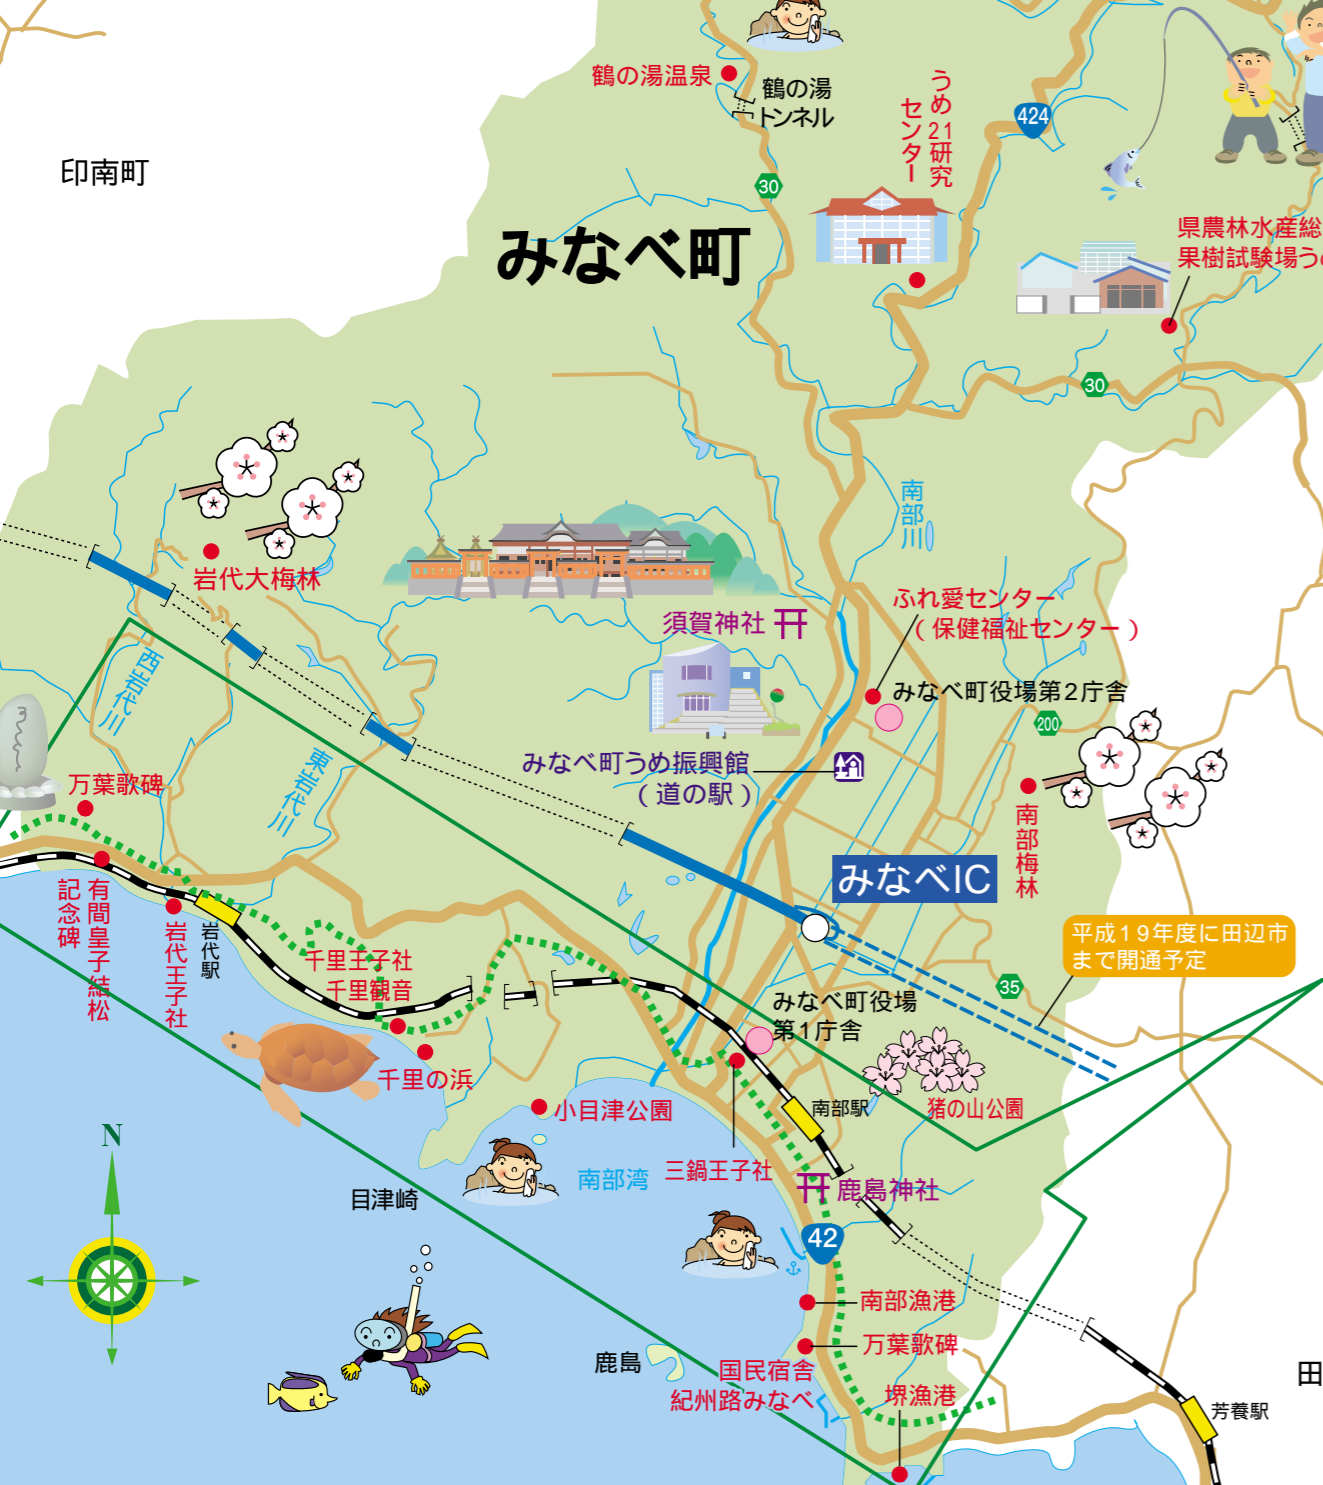 鶴の湯温泉
鶴の湯
トンネル
うめ21研究
センター
424
印南町
30
みなべ町
県農林水産総
果樹試験場う
30
南部川
岩代大梅林
須賀神社
ふれ愛センター
(保健福祉センター)
みなべ町役場第2庁舎
西岩代川
200
東岩代川
みなべ町うめ振興館
(道の駅)
万葉歌碑
南部梅林
みなべIC
有間皇子結松
記念碑
岩代王子社
岩代駅
平成19年度に田辺市
まで開通予定
千里王子社
千里観音
35
みなべ町役場
第1庁舎
千里の浜
小目津公園
南部駅
猪の山公園
N
南部湾
三鍋王子社
目津崎
鹿島神社
42
南部漁港
万葉歌碑
鹿島
国民宿舎
紀州路みなべ
堺漁港
田
芳養駅